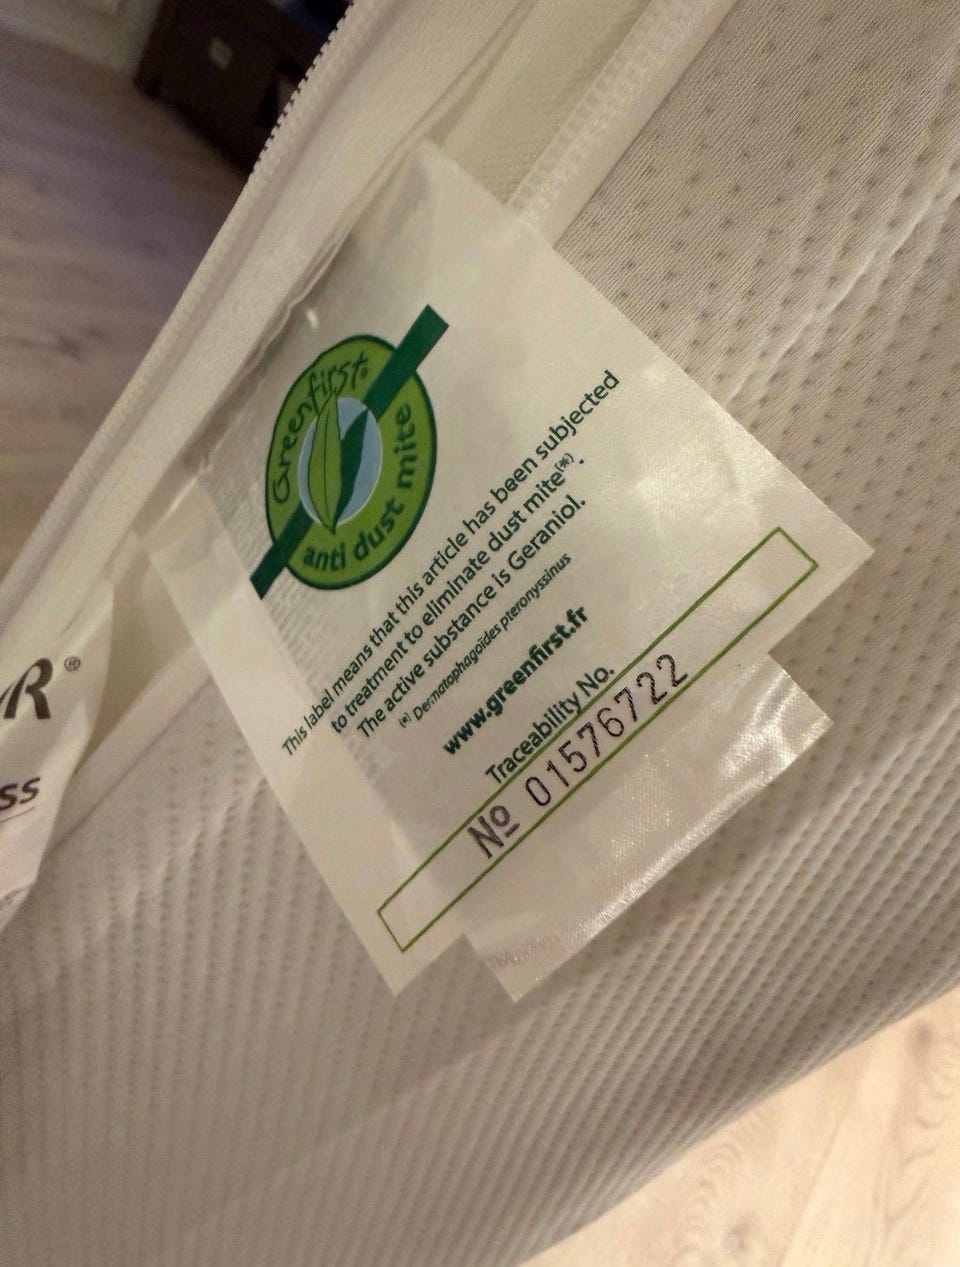 Greenfirst®
anti dust mite
This label means that this article has been subjected
to treatment to eliminate dust mite(*).
The active substance is Geraniol.
(*) Dermatophagoïdes pteronyssinus
www.greenfirst.fr
Traceability No.
Nº 01576722
R®
ss